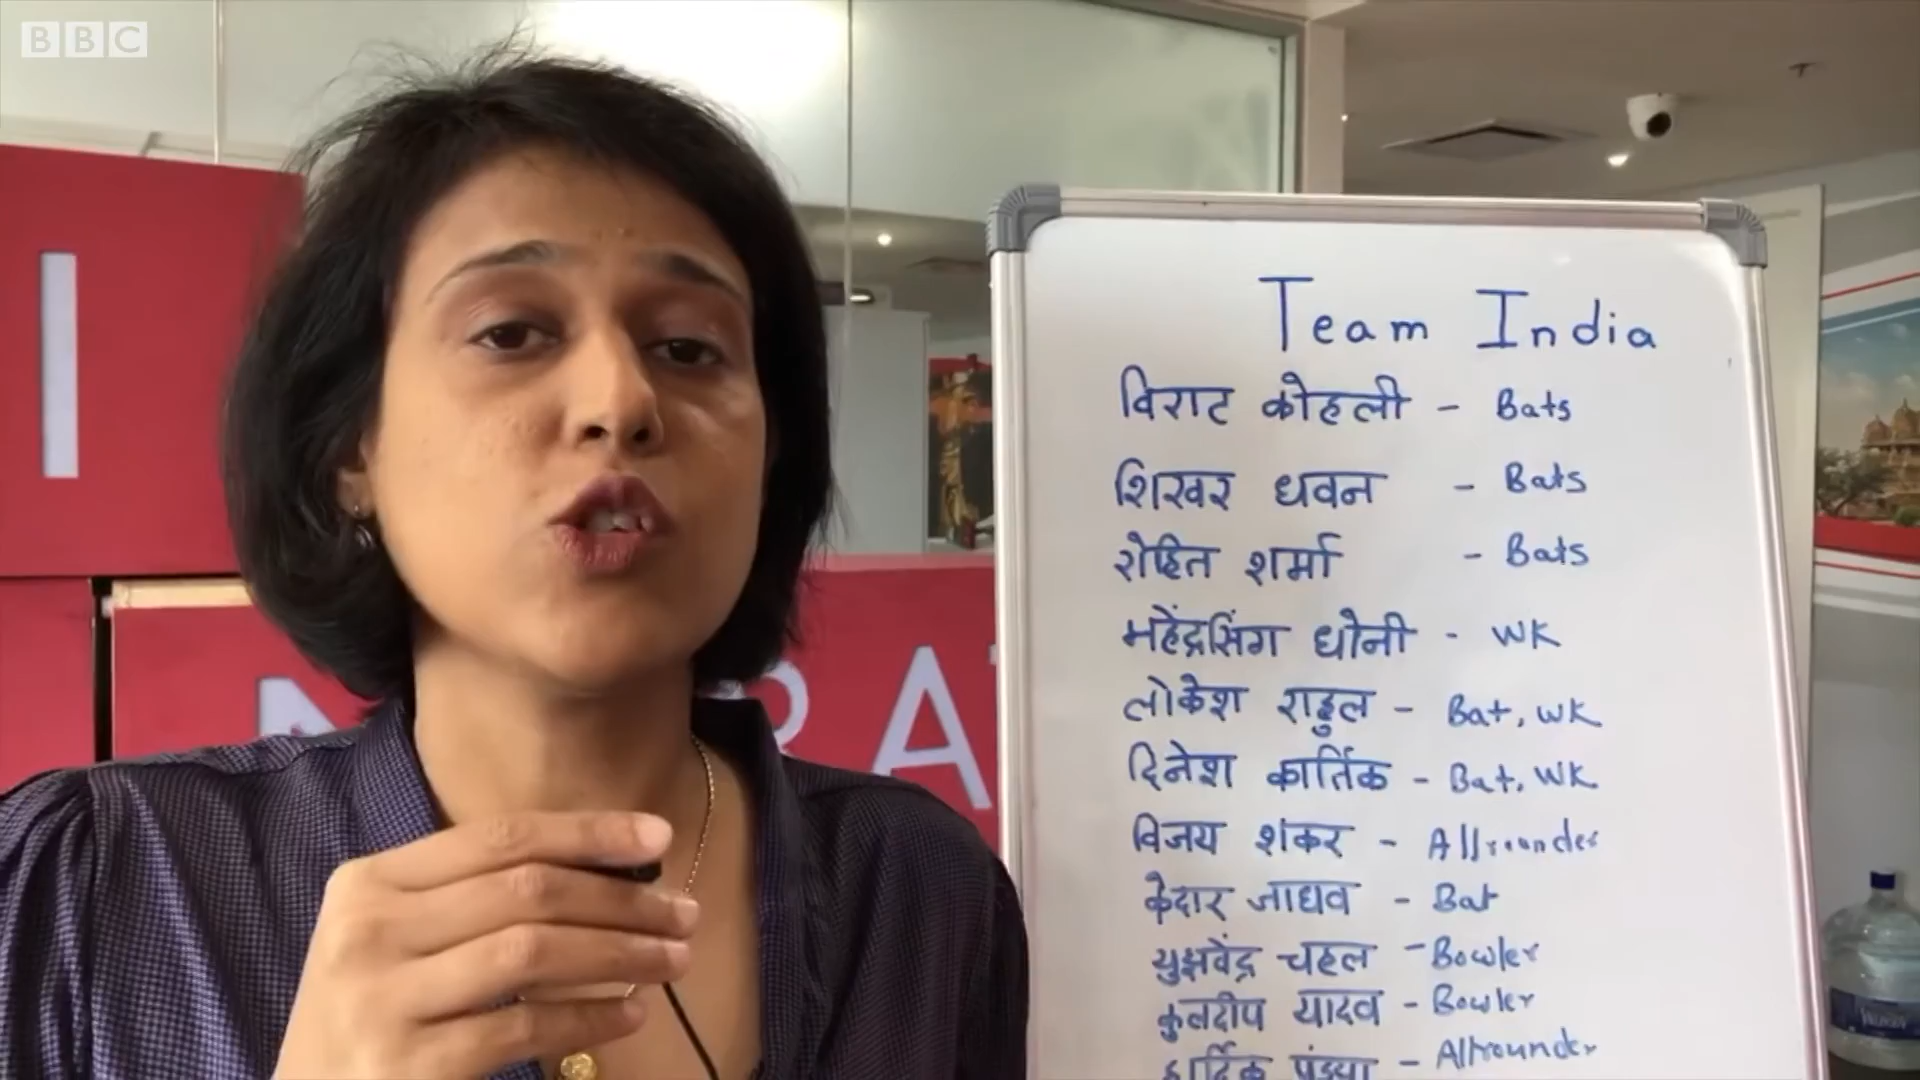 BBC
Team India
विराट कोहली - Bats
शिखर धवन - Bats
रोहित शर्मा - Bats
महेंद्रसिंग धोनी - WK
लोकेश राहुल - Bat, WK
दिनेश कार्तिक - Bat, WK
विजय शंकर - Allrounder
केदार जाधव - Bat
युझवेंद्र चहल - Bowler
कुलदीप यादव - Bowler
हार्दिक पंड्या - Allrounder